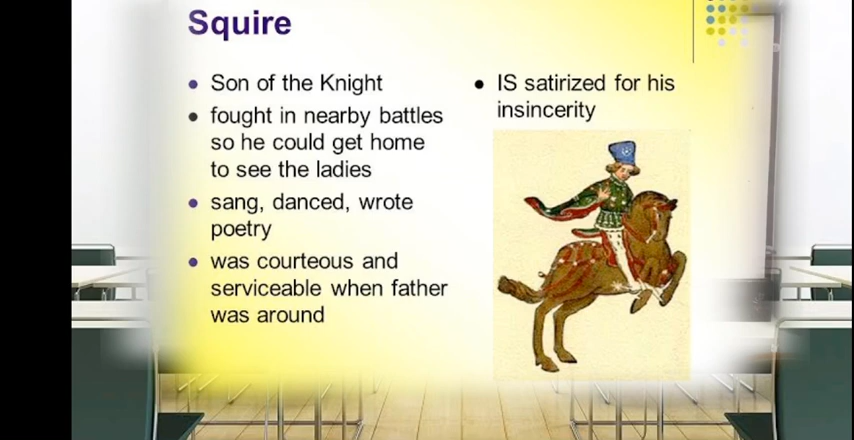 Squire
Son of the Knight
fought in nearby battles
so he could get home
to see the ladies
sang, danced, wrote
poetry
was courteous and
serviceable when father
was around
IS satirized for his
insincerity